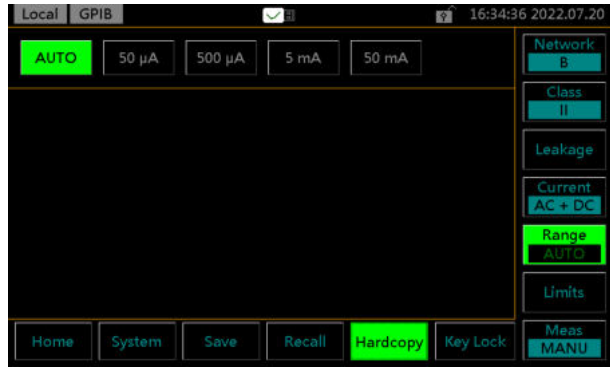 Local GPIB 16:34:36 2022.07.20
AUTO 50 μA 500 μA 5 mA 50 mA
Network
B
Class
II
Leakage
Current
AC + DC
Range
AUTO
Limits
Meas
MANU
Home System Save Recall Hardcopy Key Lock